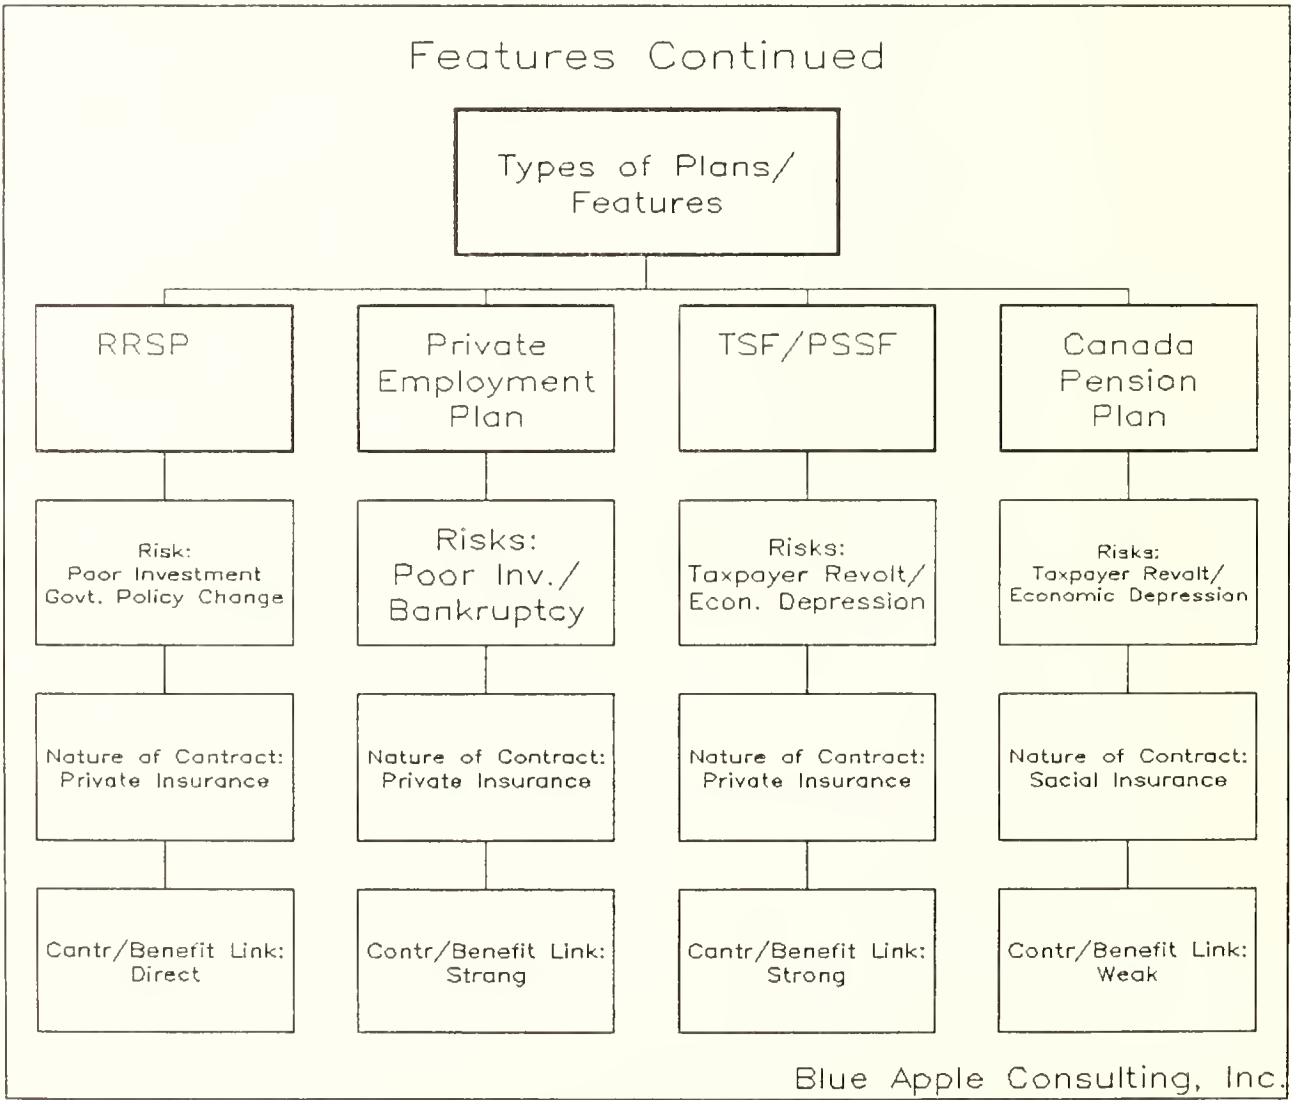 Features Continued
Types of Plans/
Features
RRSP
Private
Employment
Plan
TSF/PSSF
Canada
Pension
Plan
Risk:
Poor Investment
Govt. Policy Change
Risks:
Poor Inv./
Bankruptcy
Risks:
Taxpayer Revolt/
Econ. Depression
Risks:
Taxpayer Revolt/
Economic Depression
Nature of Contract:
Private Insurance
Nature of Contract:
Private Insurance
Nature of Contract:
Private Insurance
Nature of Contract:
Social Insurance
Contr/Benefit Link:
Direct
Contr/Benefit Link:
Strong
Contr/Benefit Link:
Strong
Contr/Benefit Link:
Weak
Blue Apple Consulting, Inc.